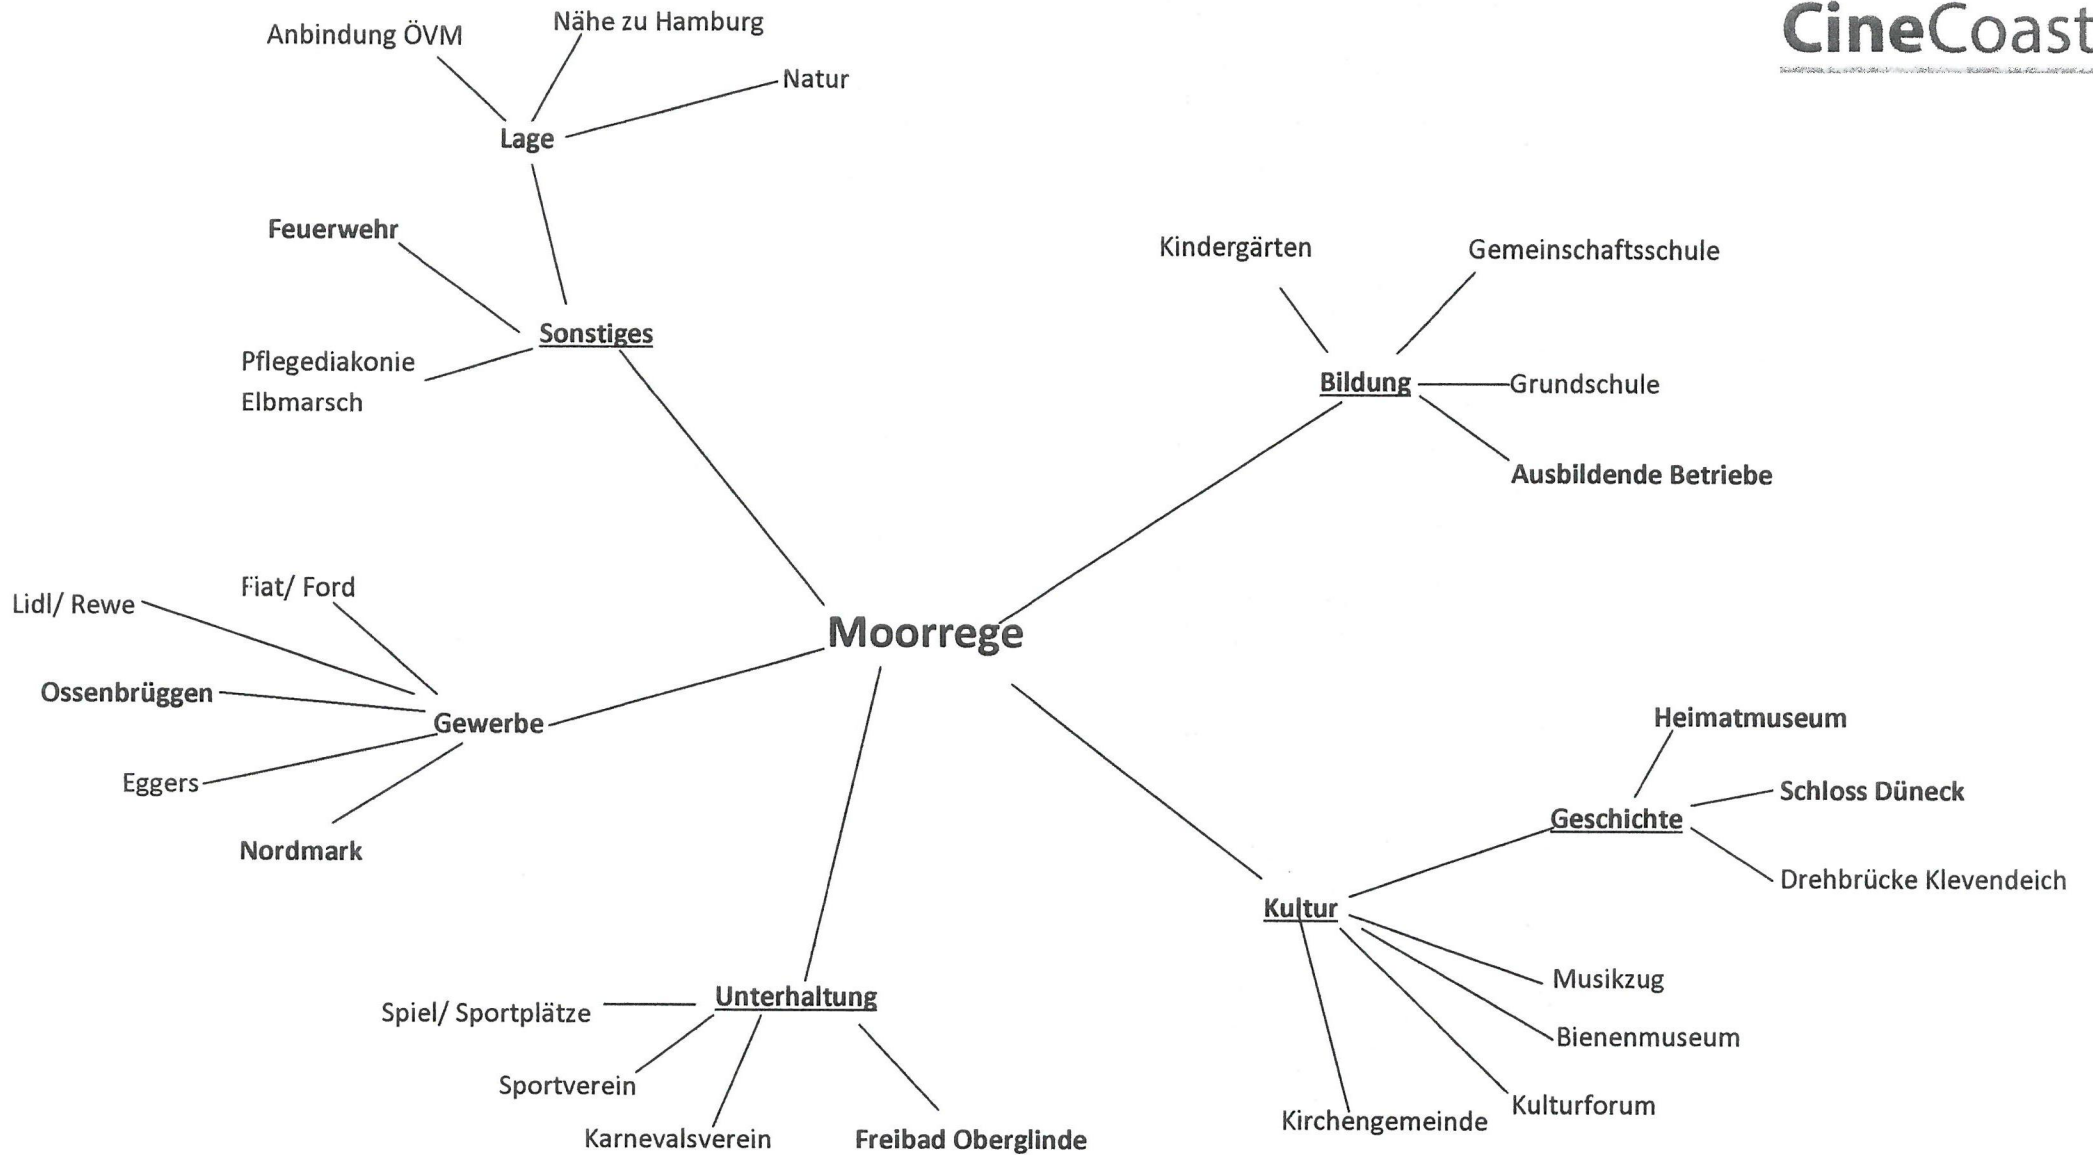 CineCoast
Anbindung ÖVM
Nähe zu Hamburg
Natur
Lage
Feuerwehr
Sonstiges
Pflegediakonie
Elbmarsch
Kindergärten
Gemeinschaftsschule
Bildung
Grundschule
Ausbildende Betriebe
Moorrege
Lidl/ Rewe
Fiat/ Ford
Ossenbrüggen
Gewerbe
Eggers
Nordmark
Heimatmuseum
Schloss Düneck
Geschichte
Drehbrücke Klevendeich
Kultur
Musikzug
Bienenmuseum
Kulturforum
Kirchengemeinde
Unterhaltung
Spiel/ Sportplätze
Sportverein
Karnevalsverein
Freibad Oberglinde